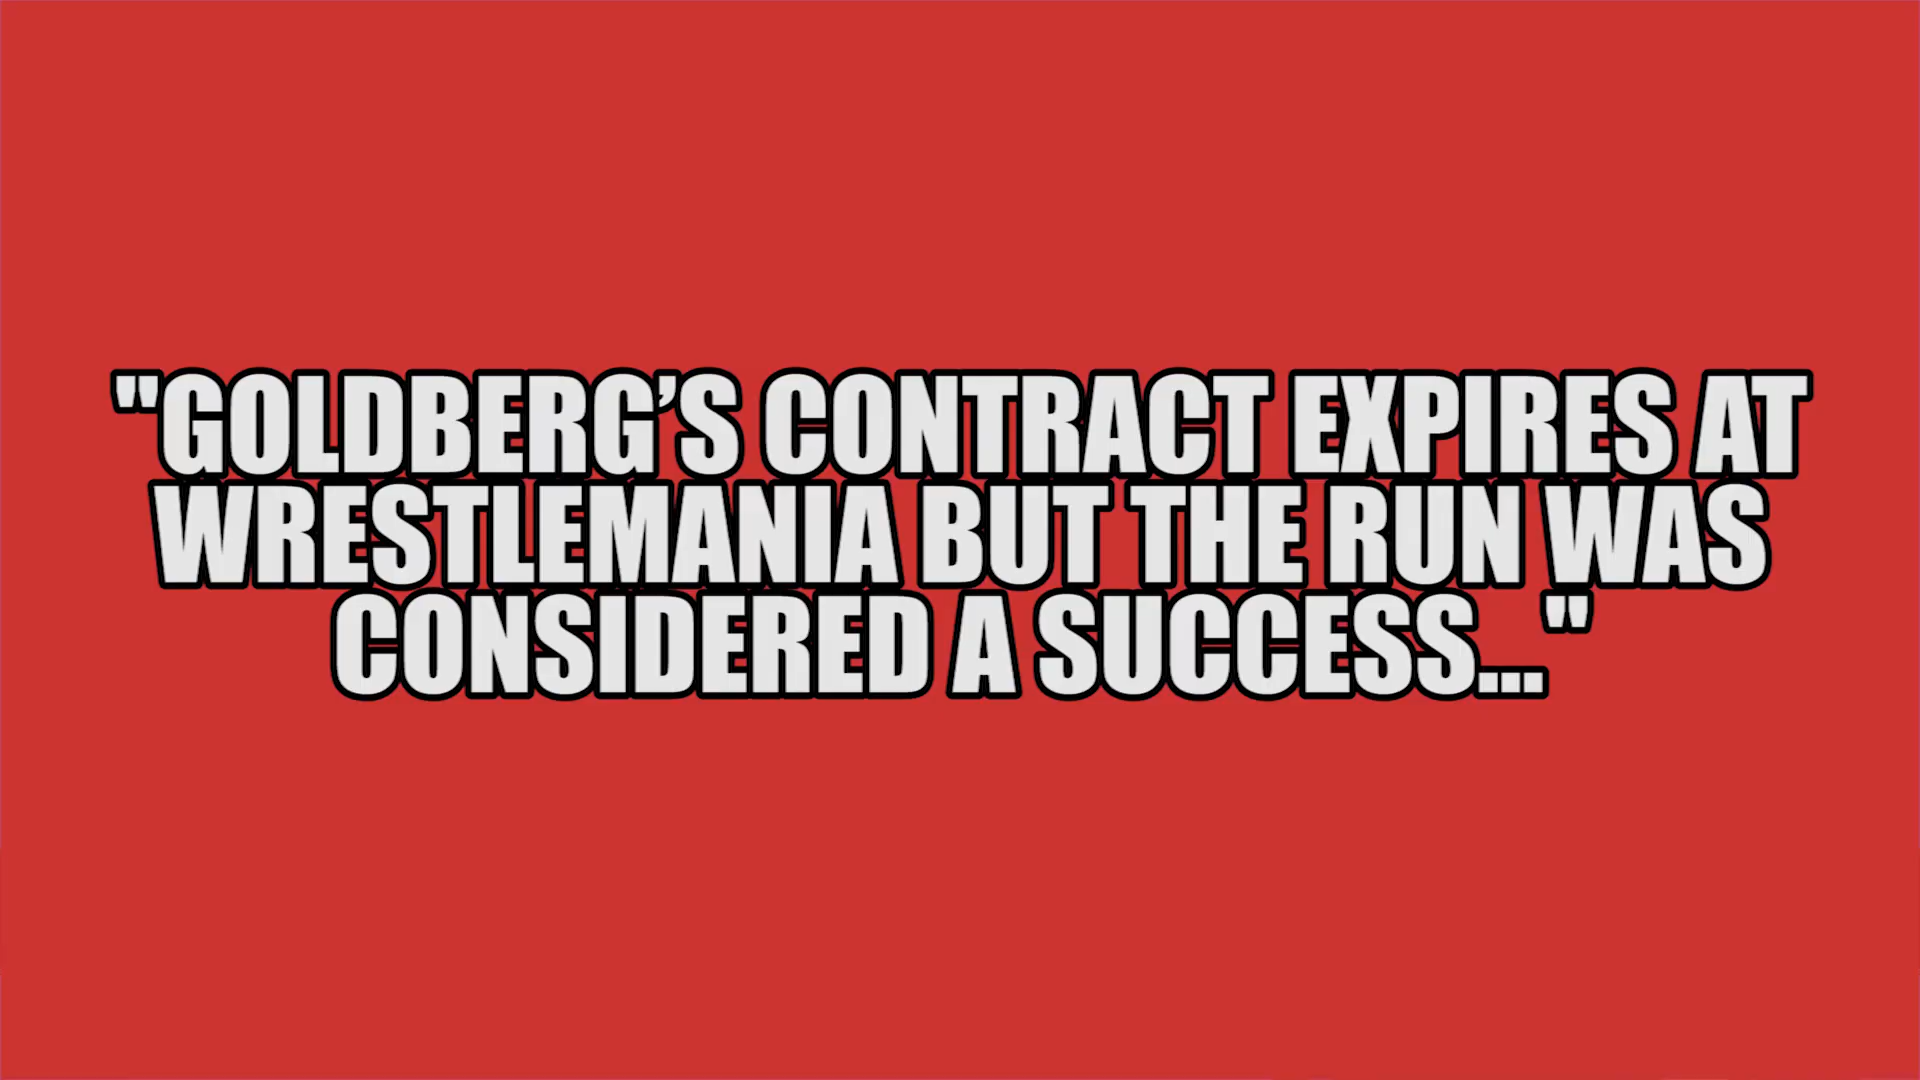 "GOLDBERG’S CONTRACT EXPIRES AT
WRESTLEMANIA BUT THE RUN WAS
CONSIDERED A SUCCESS..."